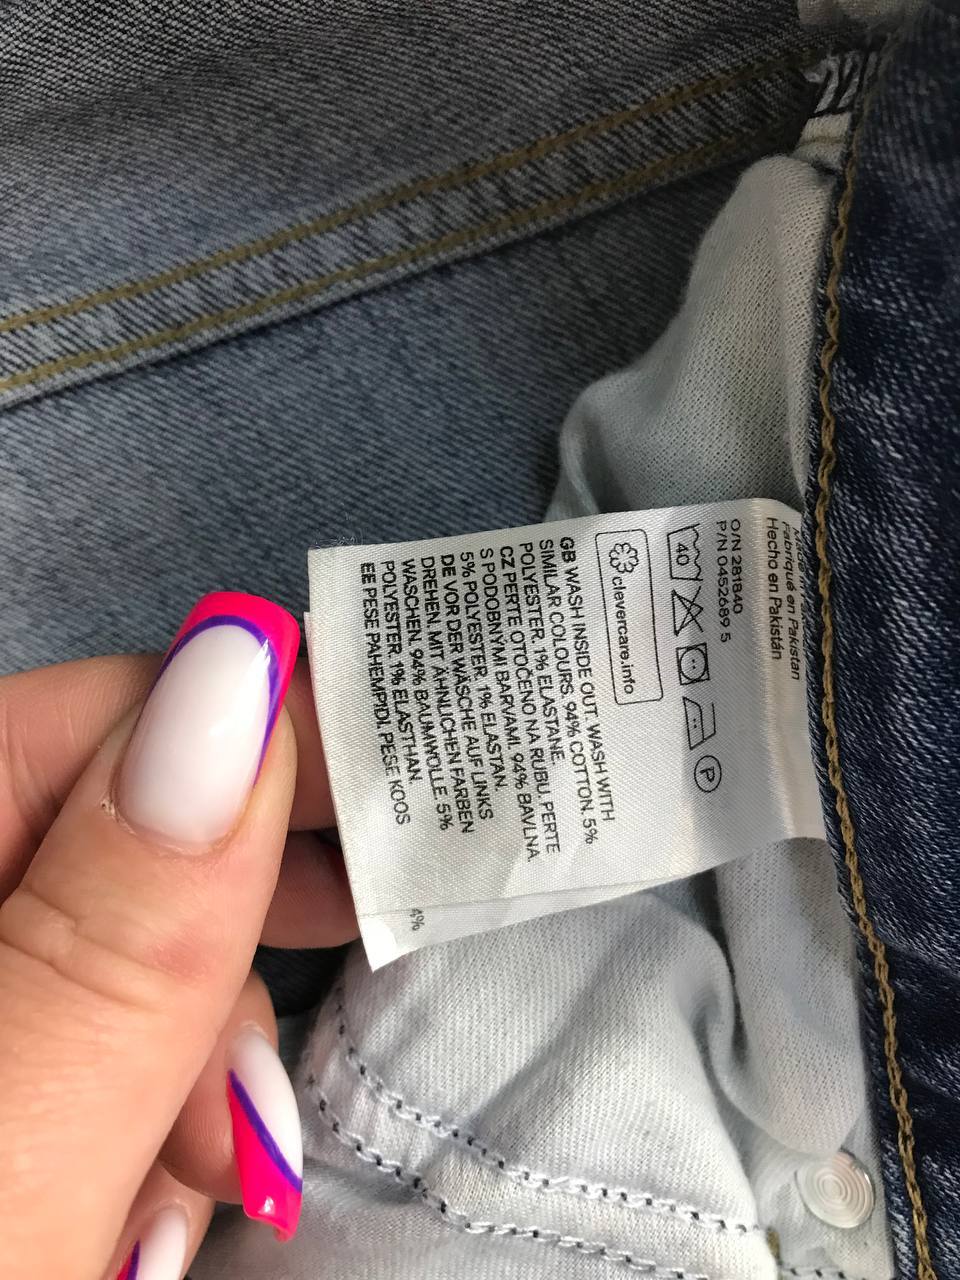 Fabriqué en Pakistan
Hecho en Pakistán
O/N 281840
P/N 0452689 5
40
P
clevercare.info
GB WASH INSIDE OUT. WASH WITH
SIMILAR COLOURS. 94% COTTON. 5%
POLYESTER. 1% ELASTANE.
CZ PERTE OTOČENO NA RUBU, PERTE
S PODOBNÝMI BARVAMI. 94% BAVLNA.
5% POLYESTER. 1% ELASTAN.
DE VOR DER WÄSCHE AUF LINKS
DREHEN. MIT ÄHNLICHEN FARBEN
WASCHEN. 94% BAUMWOLLE. 5%
POLYESTER. 1% ELASTHAN.
EE PESE PAHEMPIDI. PESE KOOS
4%